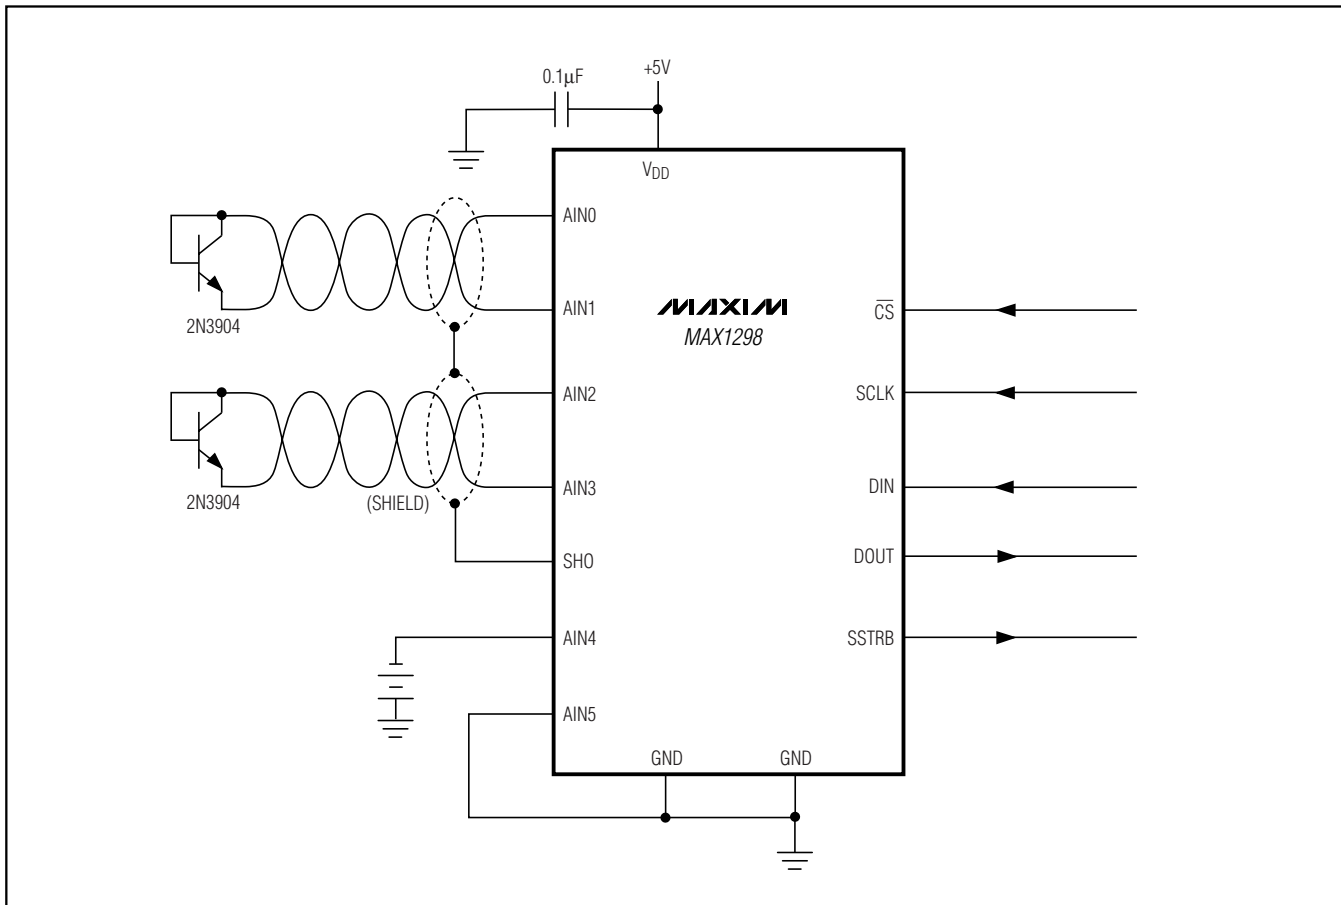 +5V
0.1µF
VDD
AIN0
AIN1
2N3904
MAXIM
MAX1298
CS
AIN2
SCLK
AIN3
2N3904
(SHIELD)
DIN
DOUT
SHO
AIN4
SSTRB
AIN5
GND
GND